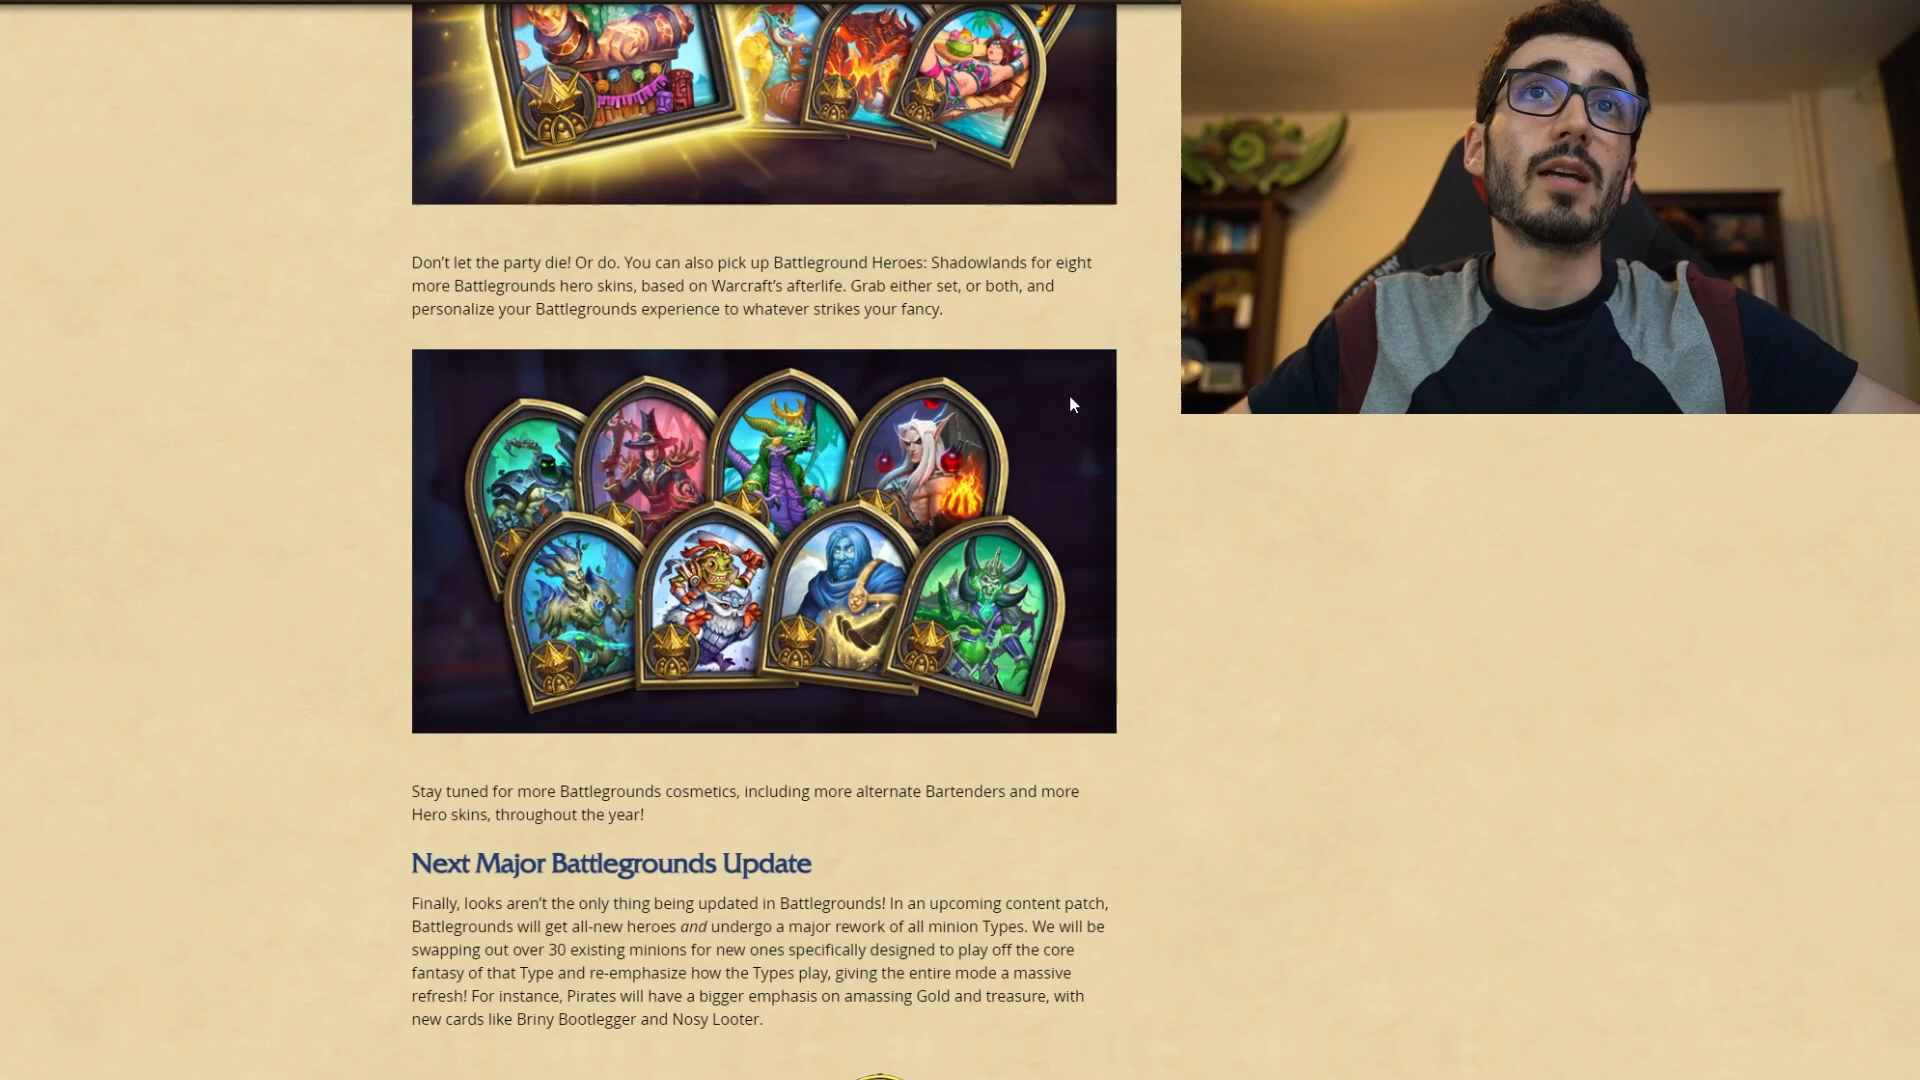 Don’t let the party die! Or do. You can also pick up Battleground Heroes: Shadowlands for eight
more Battlegrounds hero skins, based on Warcraft’s afterlife. Grab either set, or both, and
personalize your Battlegrounds experience to whatever strikes your fancy.
Stay tuned for more Battlegrounds cosmetics, including more alternate Bartenders and more
Hero skins, throughout the year!
Next Major Battlegrounds Update
Finally, looks aren’t the only thing being updated in Battlegrounds! In an upcoming content patch,
Battlegrounds will get all-new heroes and undergo a major rework of all minion Types. We will be
swapping out over 30 existing minions for new ones specifically designed to play off the core
fantasy of that Type and re-emphasize how the Types play, giving the entire mode a massive
refresh! For instance, Pirates will have a bigger emphasis on amassing Gold and treasure, with
new cards like Briny Bootlegger and Nosy Looter.